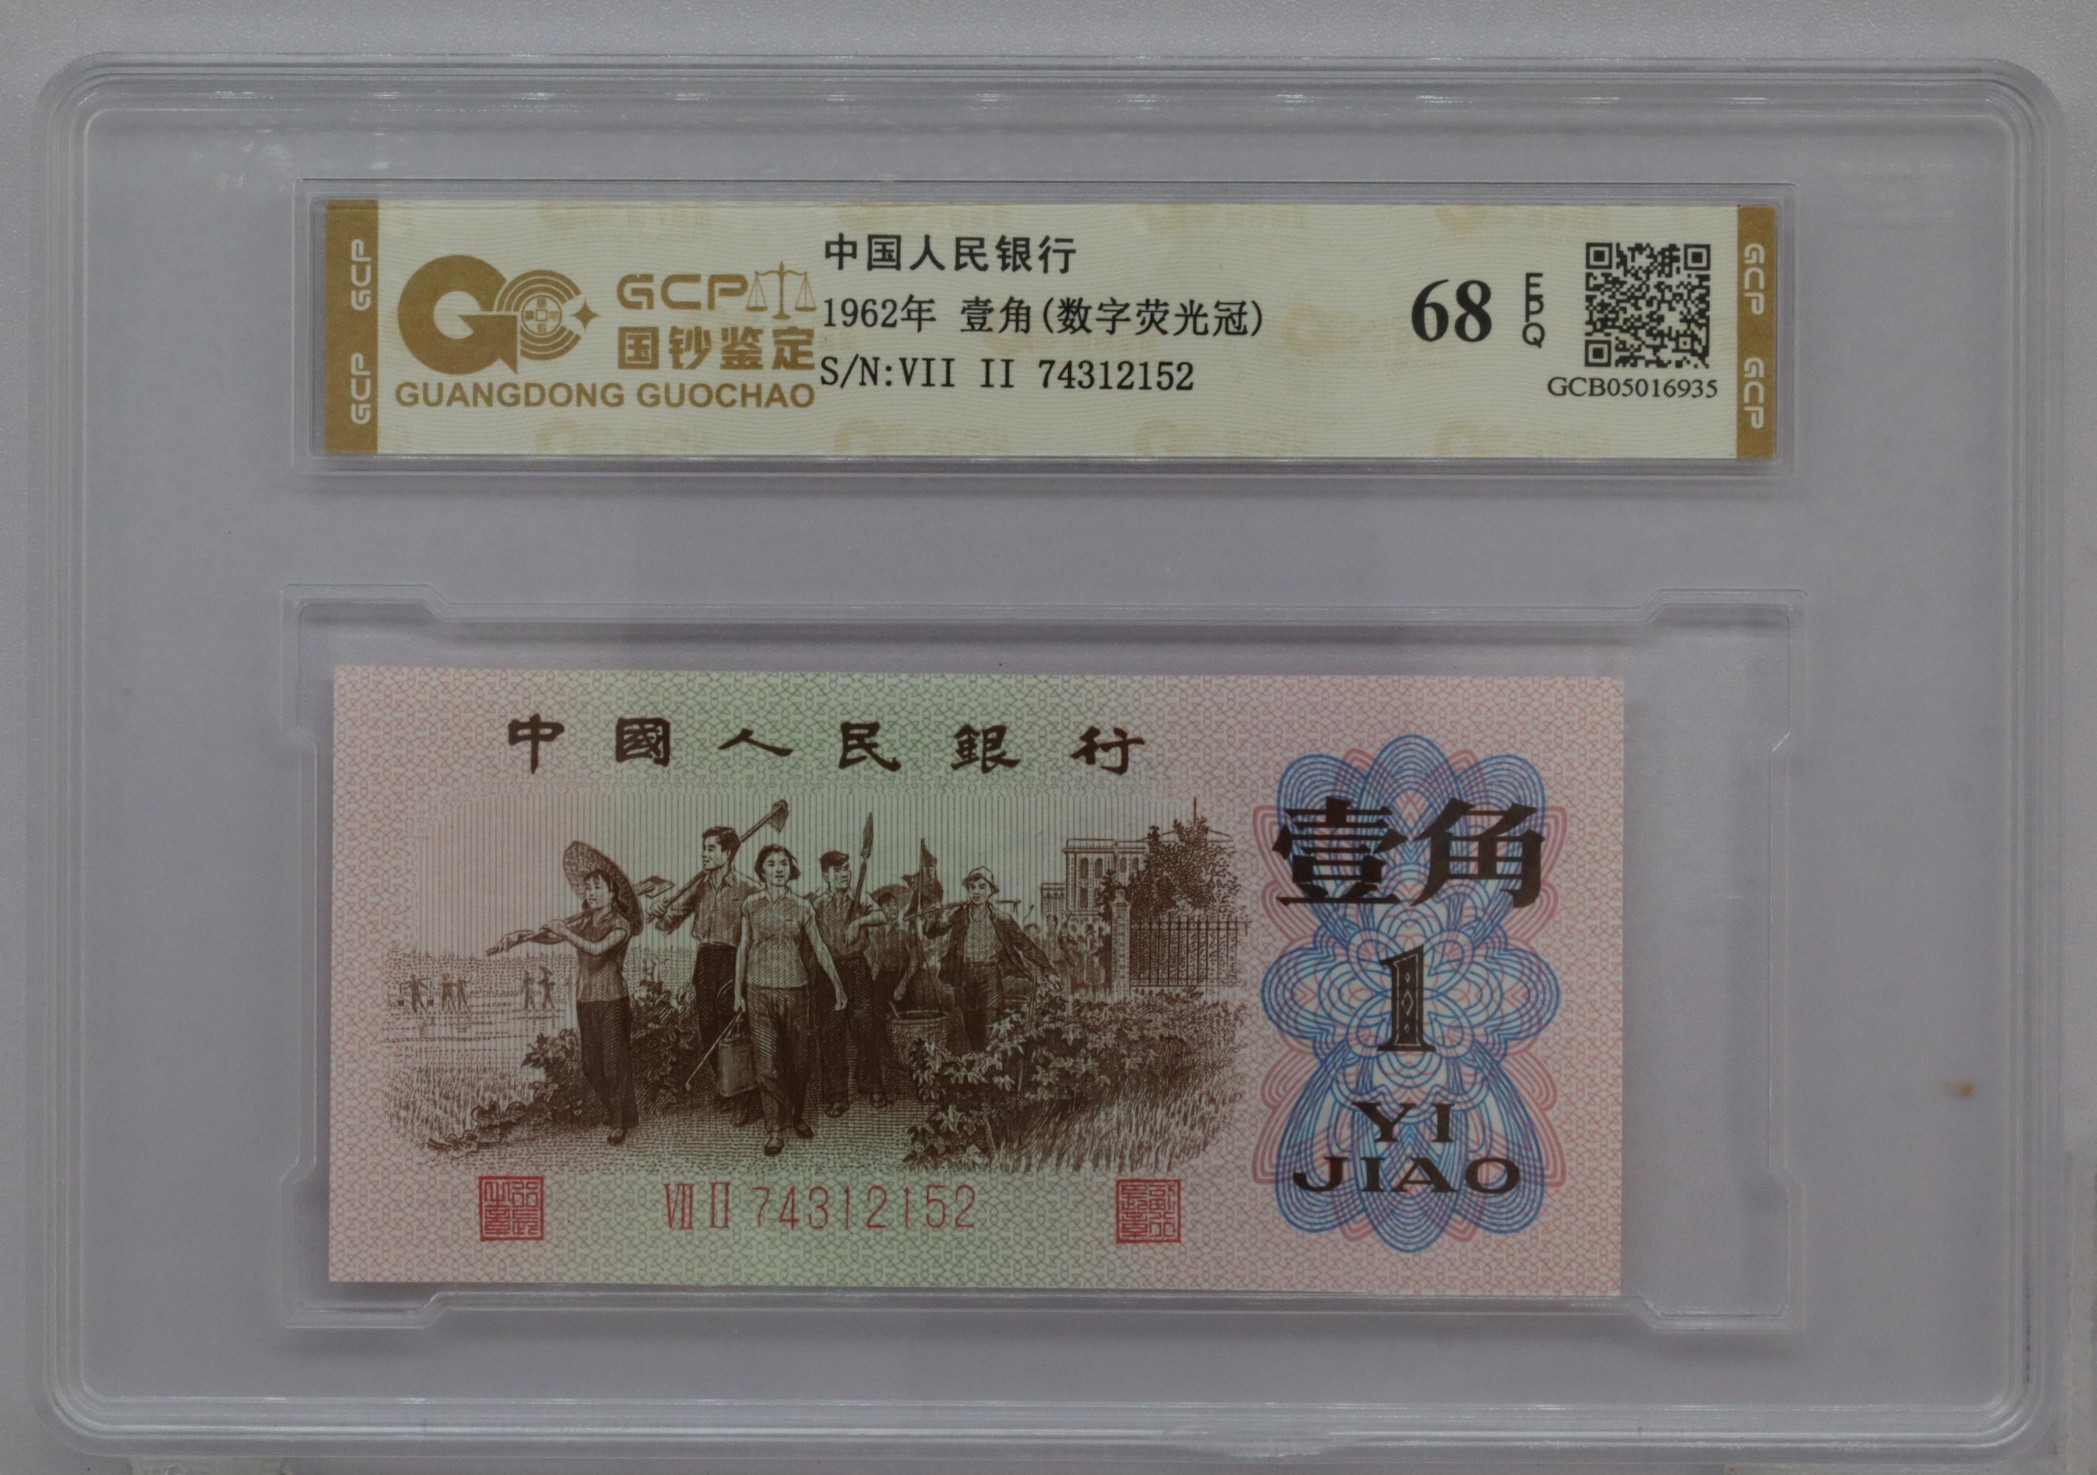 GCP
GCP
GCP
国钞鉴定
GUANGDONG GUOCHAO
中国人民银行
1962年 壹角(数字荧光冠)
S/N:VII II 74312152
68
EPQ
GCB05016935
GCP
GCP
中國人民銀行
壹角
1
YI
JIAO
VII II 74312152